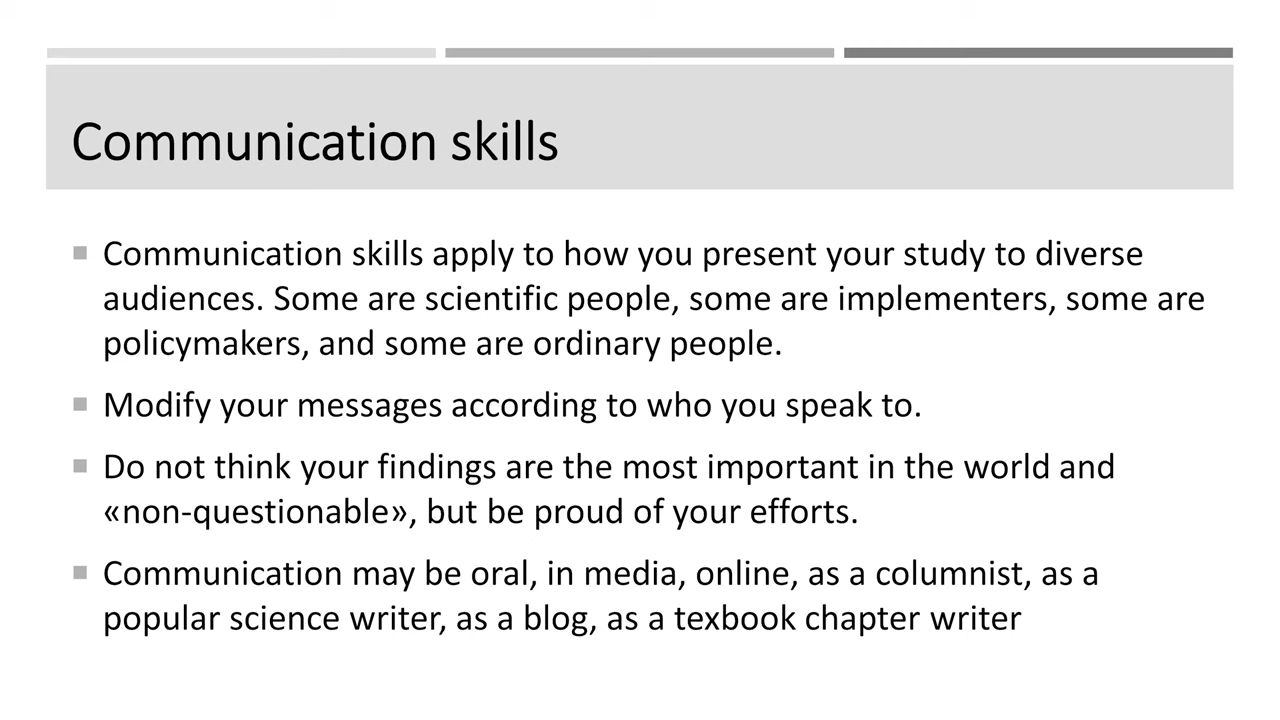 Communication skills
Communication skills apply to how you present your study to diverse
audiences. Some are scientific people, some are implementers, some are
policymakers, and some are ordinary people.
Modify your messages according to who you speak to.
Do not think your findings are the most important in the world and
«non-questionable», but be proud of your efforts.
Communication may be oral, in media, online, as a columnist, as a
popular science writer, as a blog, as a texbook chapter writer